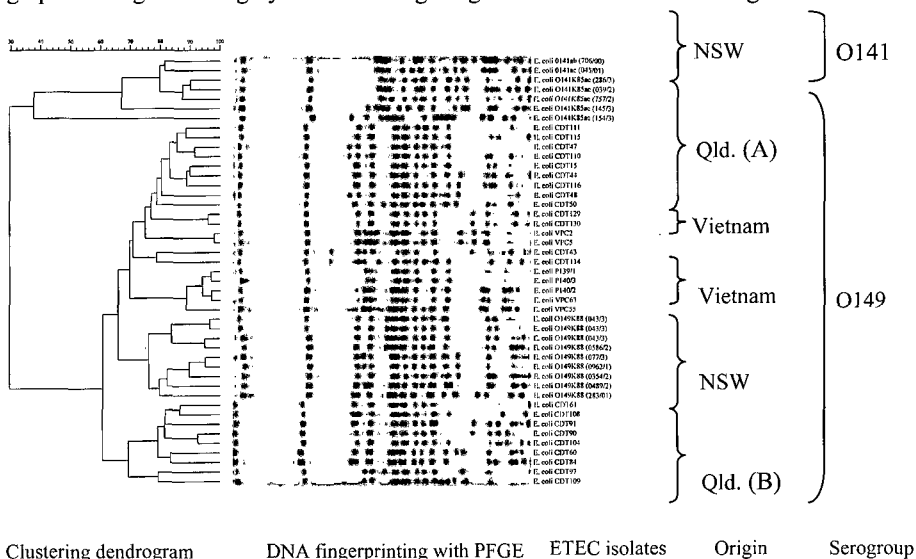 30 40 50 60 70 80 90 100
E. coli 0141ab (706/00)
E. coli 0141ac (043/01)
E. coli O141K85ac (286/3)
E. coli O141K85ac (039/2)
E. coli O141K85ac (757/2)
E. coli O141K85ac (145/3)
E. coli O141K85ac (154/3)
E. coli CDT111
E. coli CDT115
E. coli CDT47
E. coli CDT110
E. coli CDT15
E. coli CDT44
E. coli CDT116
E. coli CDT48
E. coli CDT50
E. coli CDT129
E. coli CDT130
E. coli VPC2
E. coli VPC5
E. coli CDT43
E. coli CDT114
E. coli P139/1
E. coli P140/3
E. coli P140/2
E. coli VPC63
E. coli VPC55
E. coli O149K88 (043/3)
E. coli O149K88 (043/3)
E. coli O149K88 (043/3)
E. coli O149K88 (0586/2)
E. coli O149K88 (077/3)
E. coli O149K88 (0962/1)
E. coli O149K88 (0354/2)
E. coli O149K88 (0489/2)
E. coli O149K88 (283/01)
E. coli CDT61
E. coli CDT108
E. coli CDT91
E. coli CDT90
E. coli CDT104
E. coli CDT60
E. coli CDT84
E. coli CDT97
E. coli CDT109
NSW
Qld. (A)
Vietnam
Vietnam
NSW
Qld. (B)
O141
O149
Clustering dendrogram DNA fingerprinting with PFGE ETEC isolates Origin Serogroup